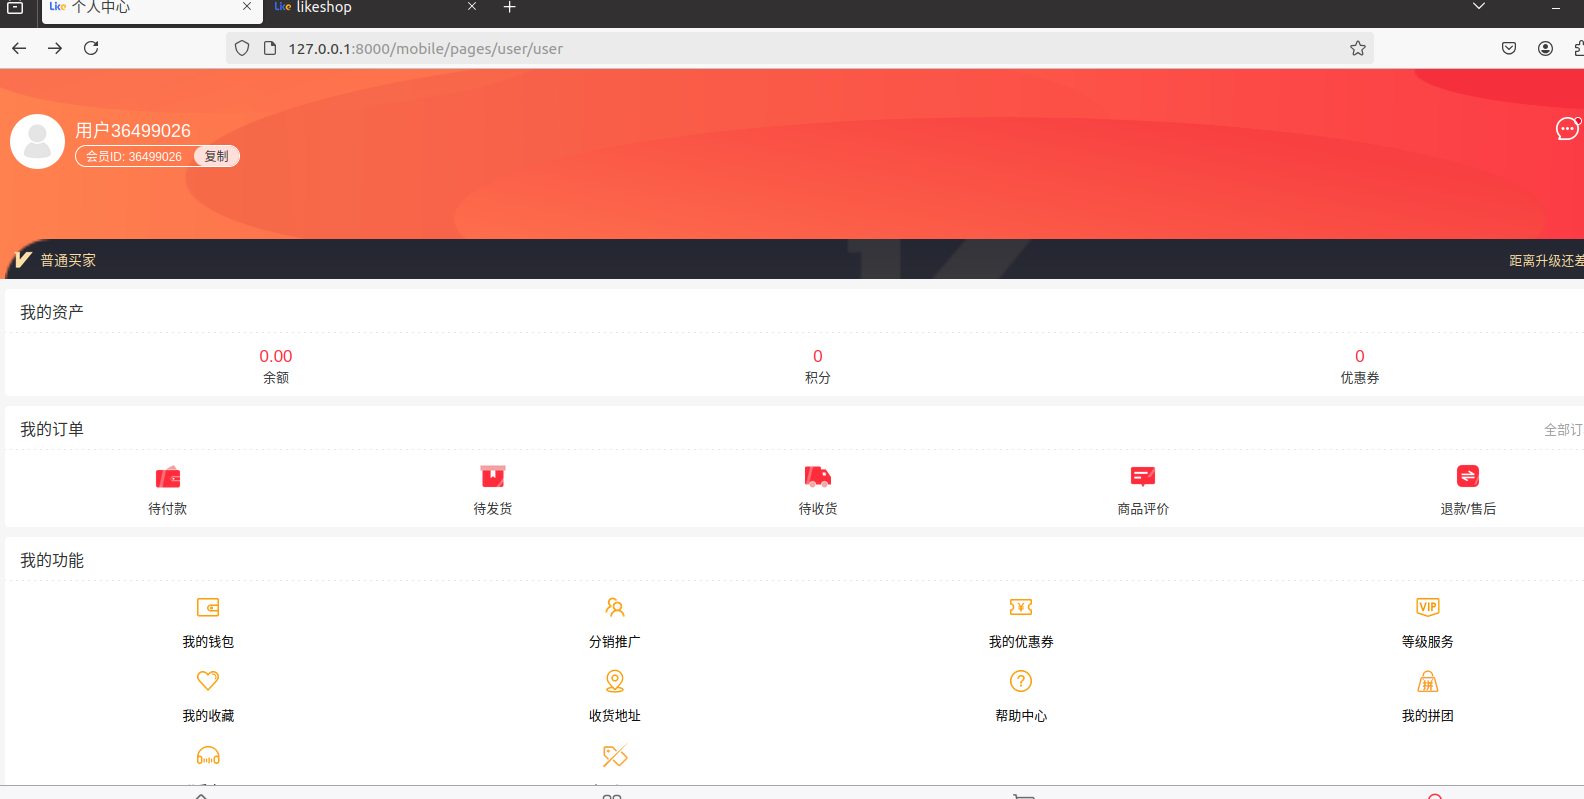 Like 个人中心
Like likeshop
127.0.0.1:8000/mobile/pages/user/user
用户36499026
会员ID: 36499026 复制
普通买家
距离升级还差
我的资产
0.00 0 0
余额 积分 优惠券
我的订单 全部订
待付款 待发货 待收货 商品评价 退款/售后
我的功能
VIP
我的钱包 分销推广 我的优惠券 等级服务
拼
我的收藏 收货地址 帮助中心 我的拼团